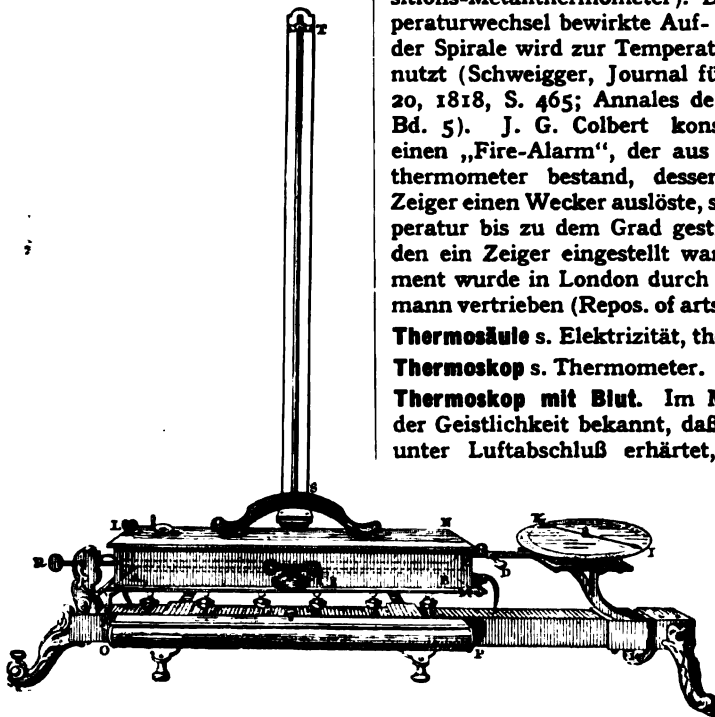 sitions-Metallthermometer).
peraturwechsel bewirkte Auf-
der Spirale wird zur Temperat
nutzt (Schweigger, Journal fü
20, 1818, S. 465; Annales de
Bd. 5). J. G. Colbert kons
einen „Fire-Alarm“, der aus
thermometer bestand, dessen
Zeiger einen Wecker auslöste, s
peratur bis zu dem Grad gest
den ein Zeiger eingestellt war
ment wurde in London durch
mann vertrieben (Repos. of arts
Thermosäule s. Elektrizität, th
Thermoskop s. Thermometer.
Thermoskop mit Blut. Im M
der Geistlichkeit bekannt, daß
unter Luftabschluß erhärtet,
T
S
L
N
K
I
R
D
O
P